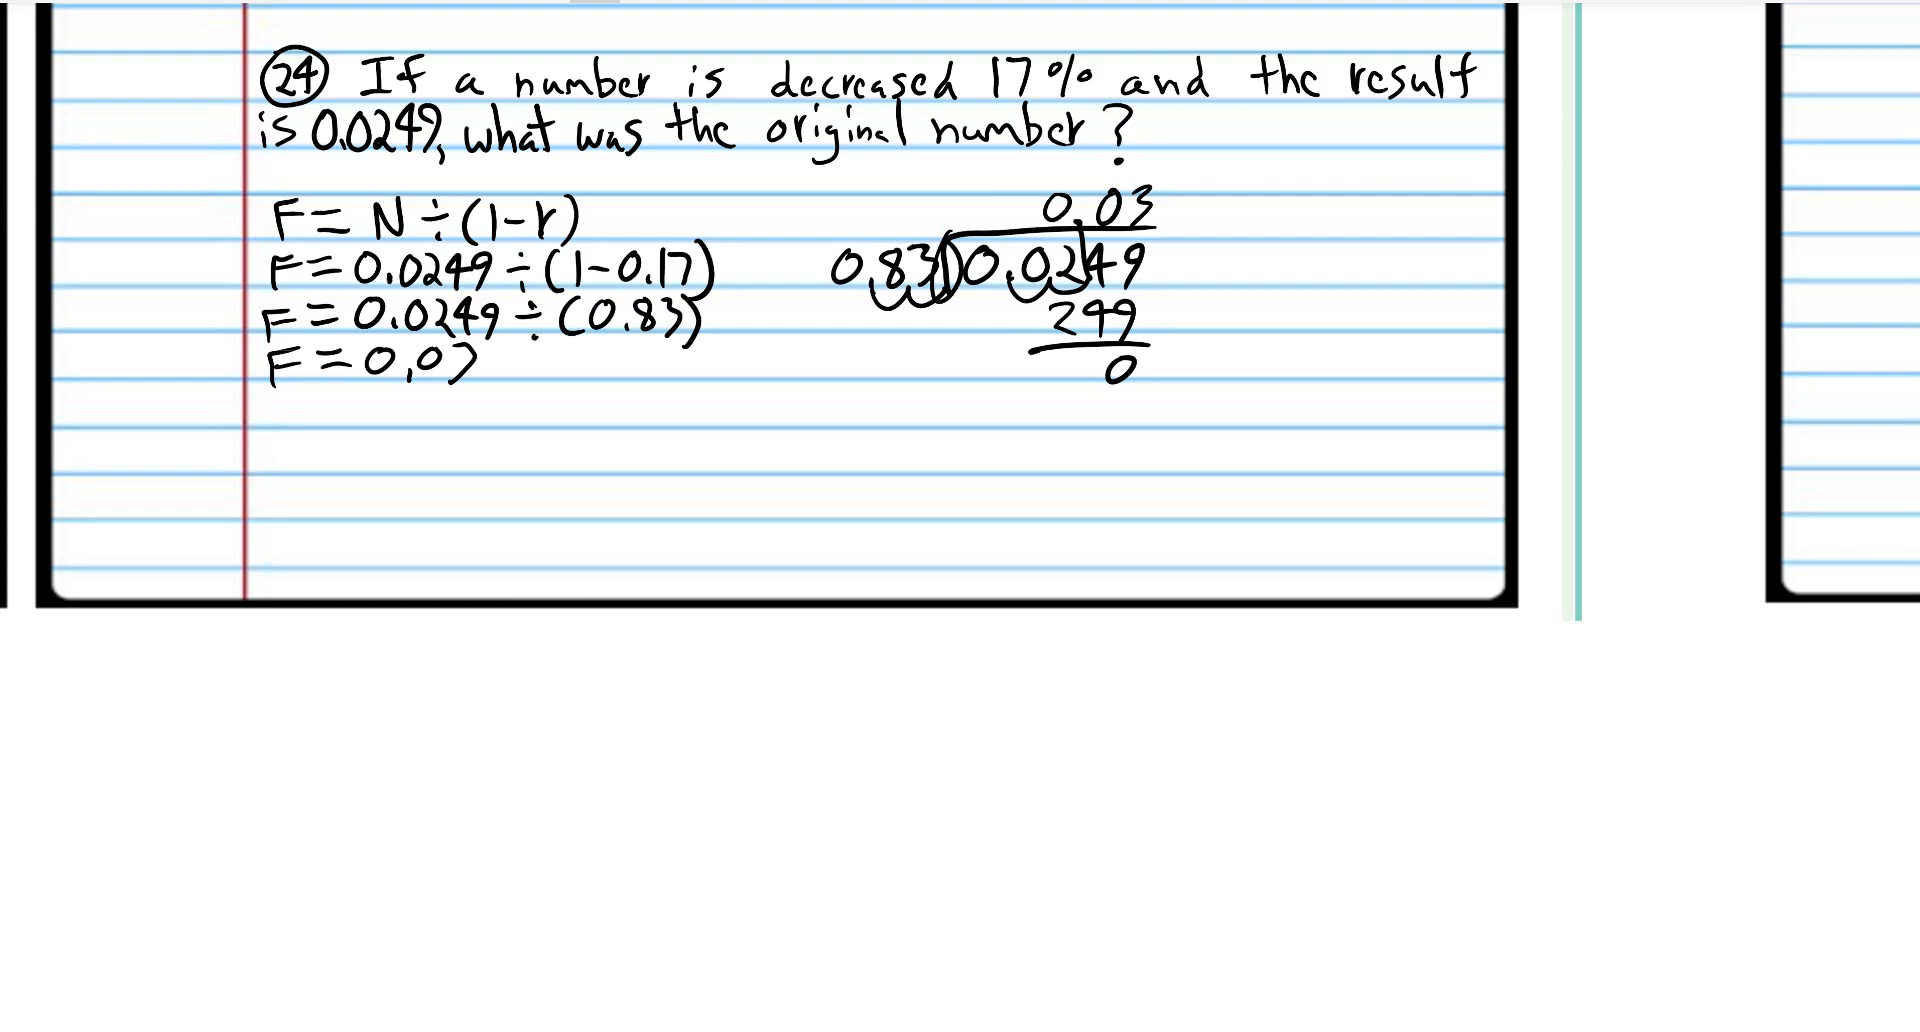 24 If a number is decreased 17% and the result
is 0.0249, what was the original number?
F = N ÷ (1-r)
F = 0.0249 ÷ (1-0.17)
F = 0.0249 ÷ (0.83)
F = 0.03
0.03
0.83)0.0249
249
0